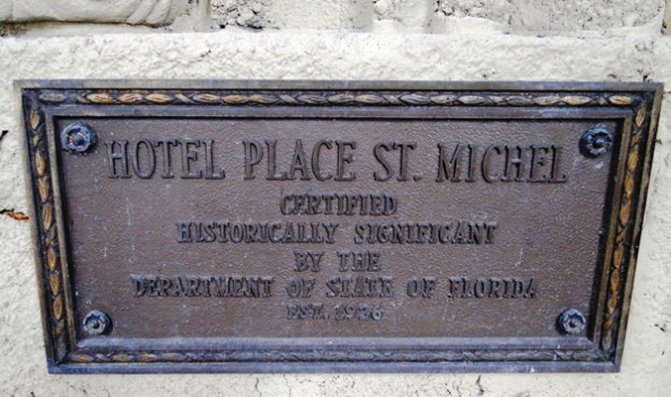 HOTEL PLACE ST. MICHEL
CERTIFIED
HISTORICALLY SIGNIFICANT
BY THE
DEPARTMENT OF STATE OF FLORIDA
EST. 1926